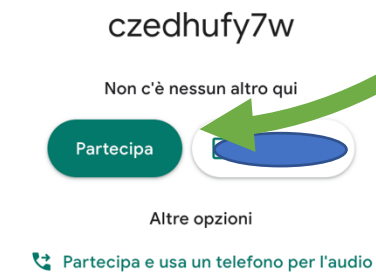 czedhufy7w
Non c'è nessun altro qui
Partecipa
Altre opzioni
Partecipa e usa un telefono per l'audio